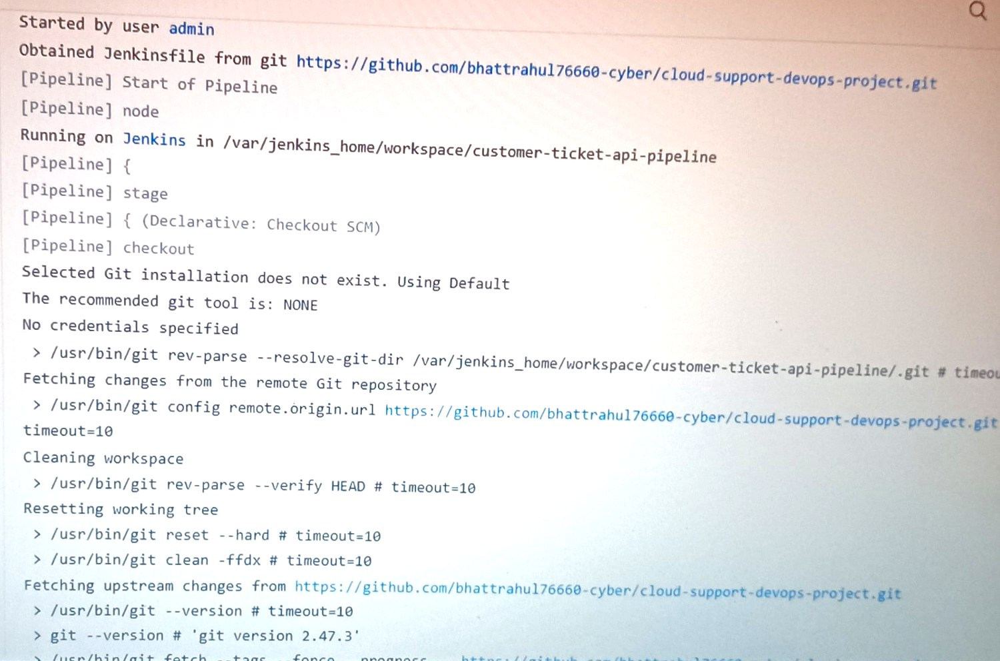 Started by user admin
Obtained Jenkinsfile from git https://github.com/bhattrahul76660-cyber/cloud-support-devops-project.git
[Pipeline] Start of Pipeline
[Pipeline] node
Running on Jenkins in /var/jenkins_home/workspace/customer-ticket-api-pipeline
[Pipeline] {
[Pipeline] stage
[Pipeline] { (Declarative: Checkout SCM)
[Pipeline] checkout
Selected Git installation does not exist. Using Default
The recommended git tool is: NONE
No credentials specified
> /usr/bin/git rev-parse --resolve-git-dir /var/jenkins_home/workspace/customer-ticket-api-pipeline/.git # timeou
Fetching changes from the remote Git repository
> /usr/bin/git config remote.origin.url https://github.com/bhattrahul76660-cyber/cloud-support-devops-project.git
timeout=10
Cleaning workspace
> /usr/bin/git rev-parse --verify HEAD # timeout=10
Resetting working tree
> /usr/bin/git reset --hard # timeout=10
> /usr/bin/git clean -ffdx # timeout=10
Fetching upstream changes from https://github.com/bhattrahul76660-cyber/cloud-support-devops-project.git
> /usr/bin/git --version # timeout=10
> git --version # 'git version 2.47.3'
> /usr/bin/git fetch --tags --force --progress